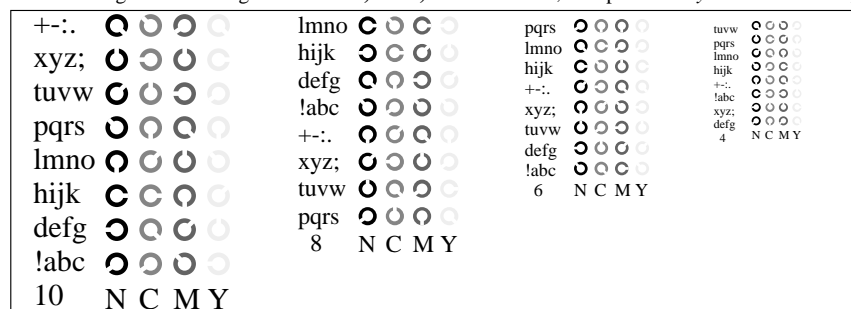 +-:.
xyz;
tuvw
pqrs
lmno
hijk
defg
!abc
10 N C M Y
lmno
hijk
defg
!abc
+-:.
xyz;
tuvw
pqrs
8 N C M Y
pqrs
lmno
hijk
+-:.
xyz;
tuvw
defg
!abc
6 N C M Y
tuvw
pqrs
lmno
hijk
+-:.
!abc
xyz;
defg
4 N C M Y